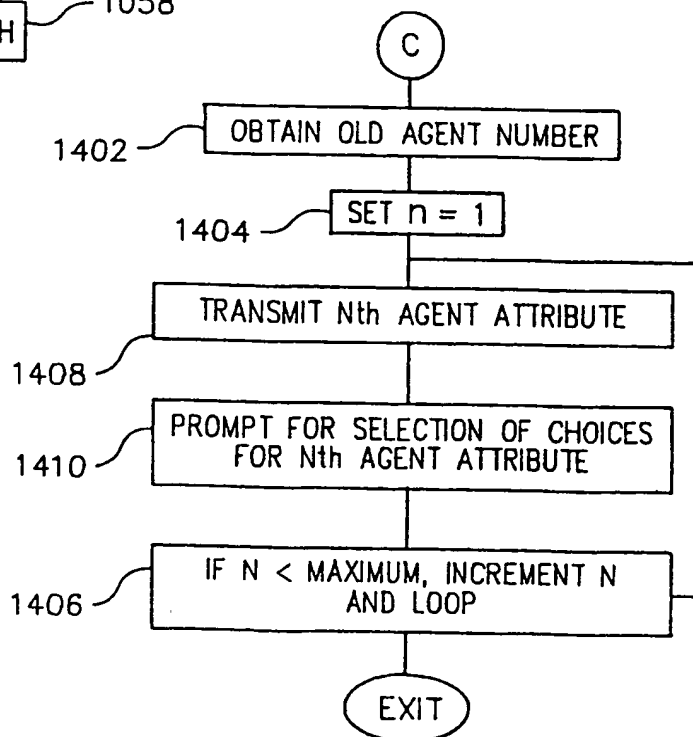 H
1058
C
OBTAIN OLD AGENT NUMBER
1402
SET n = 1
1404
TRANSMIT Nth AGENT ATTRIBUTE
1408
PROMPT FOR SELECTION OF CHOICES
FOR Nth AGENT ATTRIBUTE
1410
IF N < MAXIMUM, INCREMENT N
AND LOOP
1406
EXIT